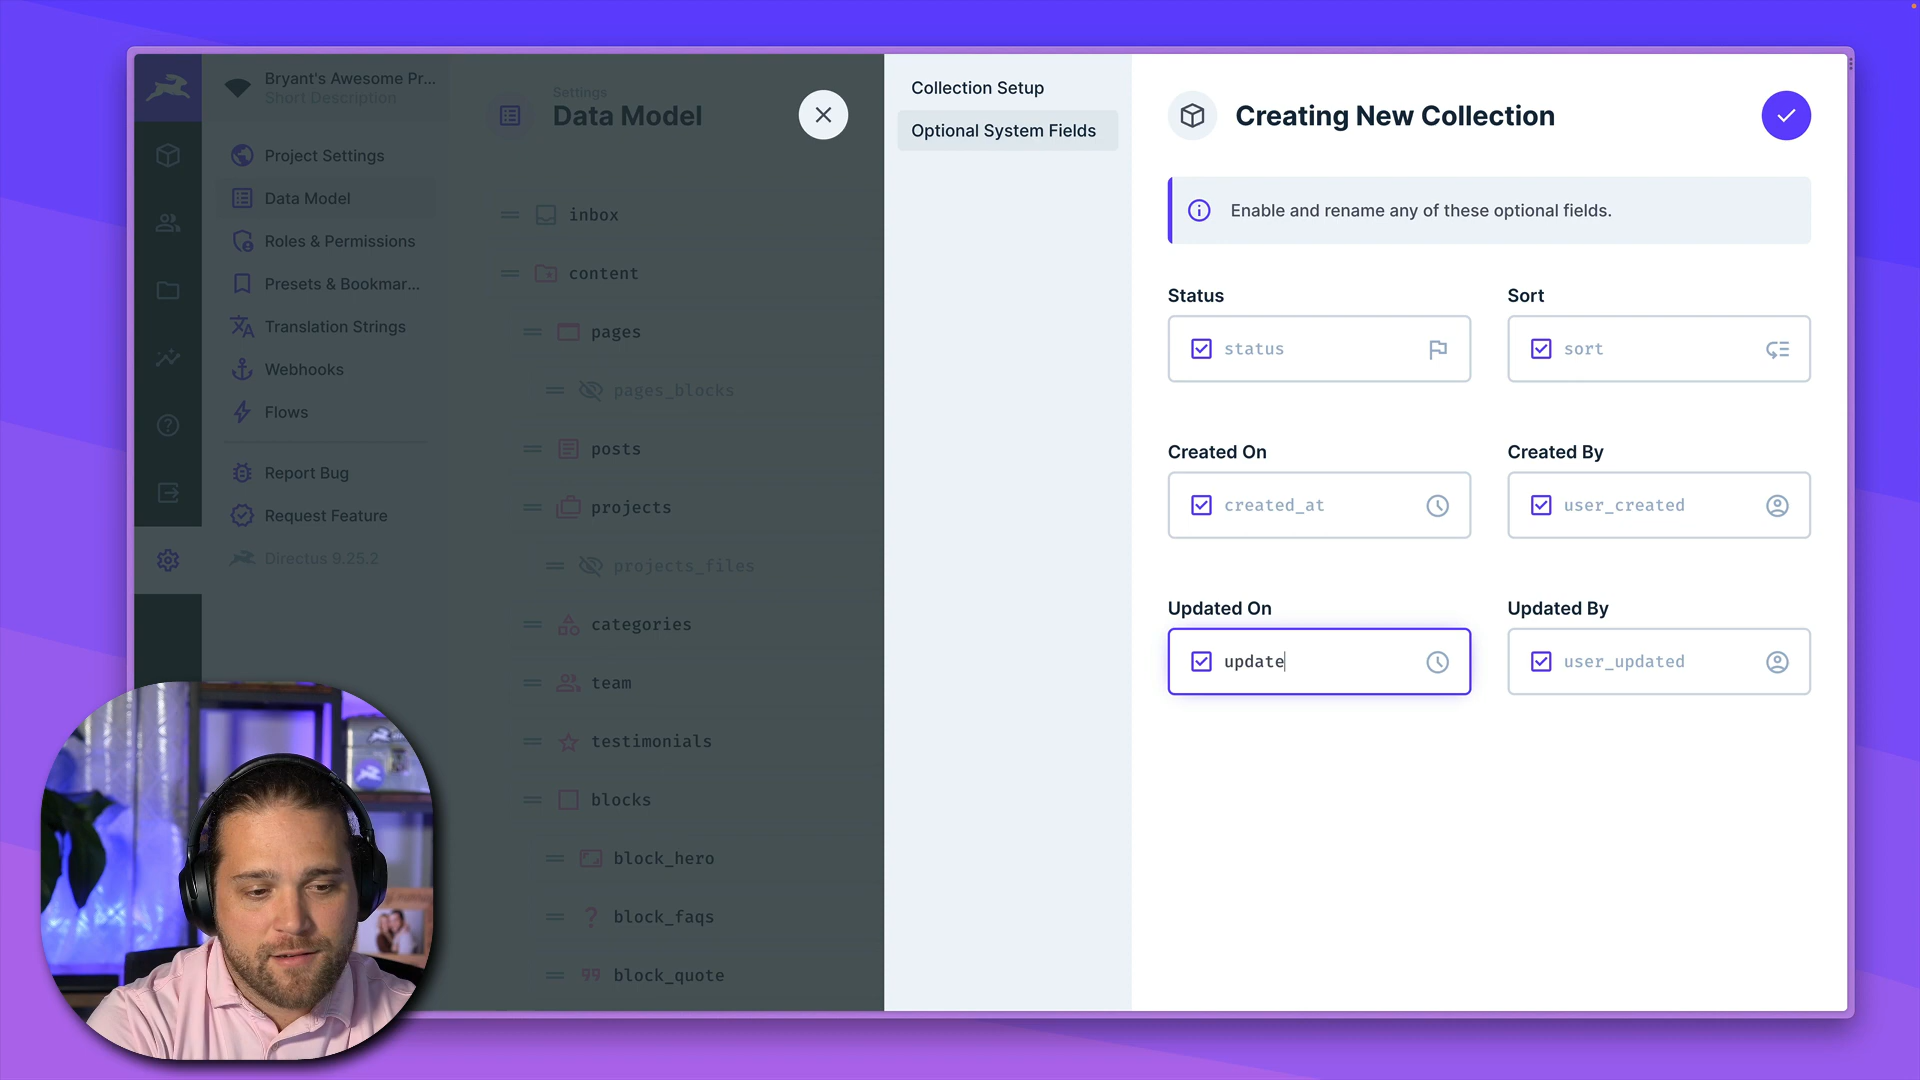 Bryant's Awesome Pr...
Short Description
Project Settings
Data Model
Roles & Permissions
Presets & Bookmar...
Translation Strings
Webhooks
Flows
Report Bug
Request Feature
Directus 9.25.2
Settings
Data Model
inbox
content
pages
pages_blocks
posts
projects
projects_files
categories
team
testimonials
blocks
block_hero
block_faqs
block_quote
Collection Setup
Optional System Fields
Creating New Collection
Enable and rename any of these optional fields.
Status
status
Sort
sort
Created On
created_at
Created By
user_created
Updated On
update
Updated By
user_updated